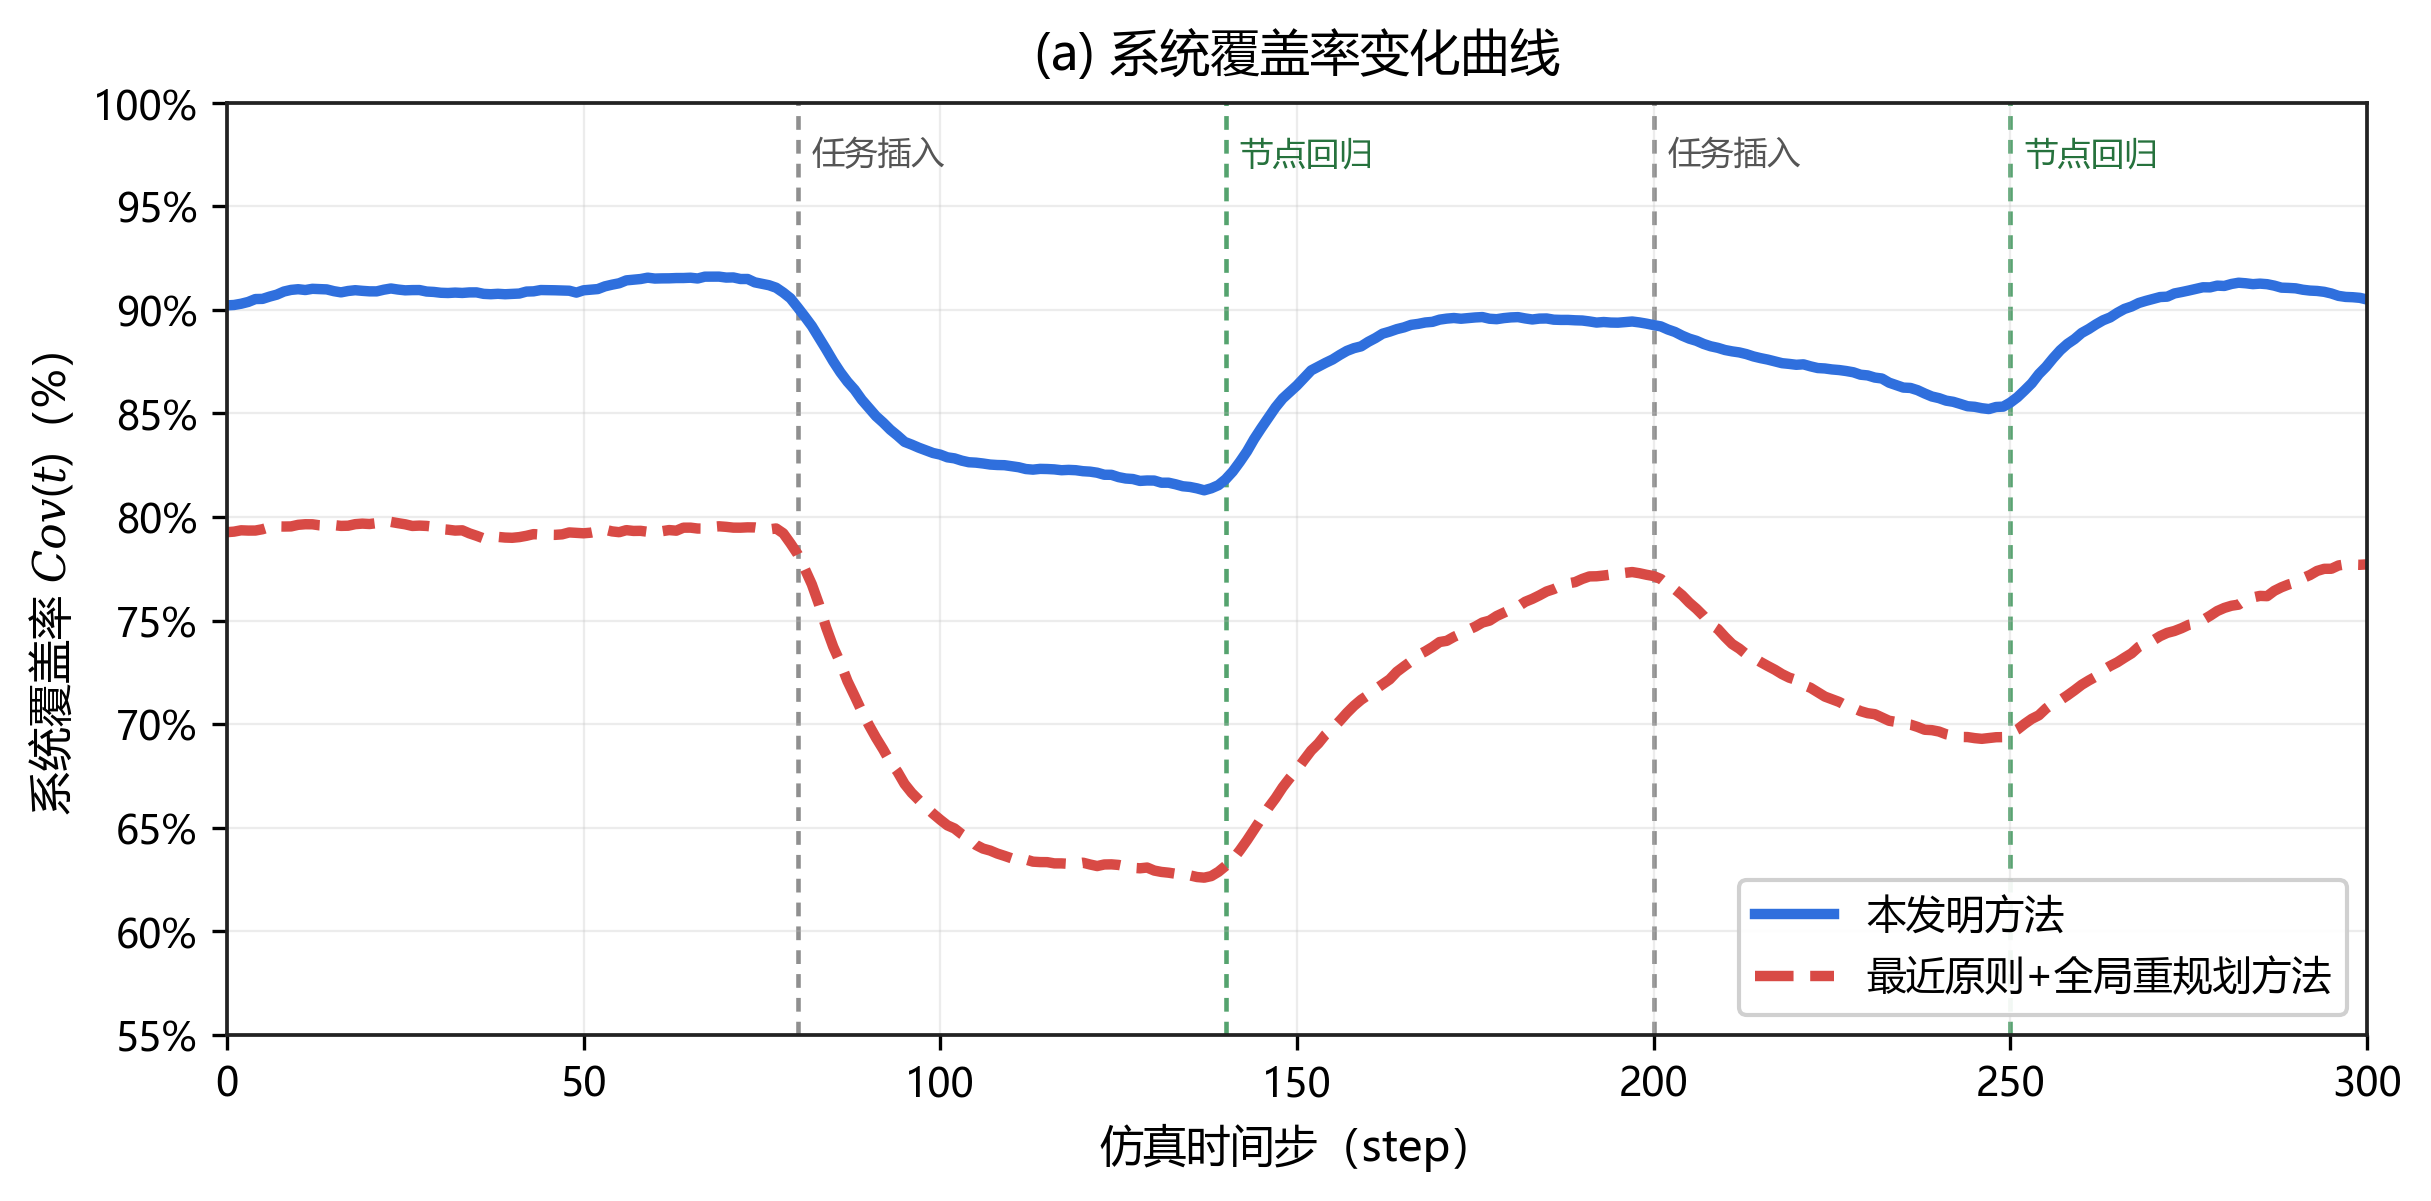 (a) 系统覆盖率变化曲线
系统覆盖率 Cov(t)（%）
100%
95%
90%
85%
80%
75%
70%
65%
60%
55%
任务插入
节点回归
任务插入
节点回归
本发明方法
最近原则+全局重规划方法
0
50
100
150
200
250
300
仿真时间步（step）